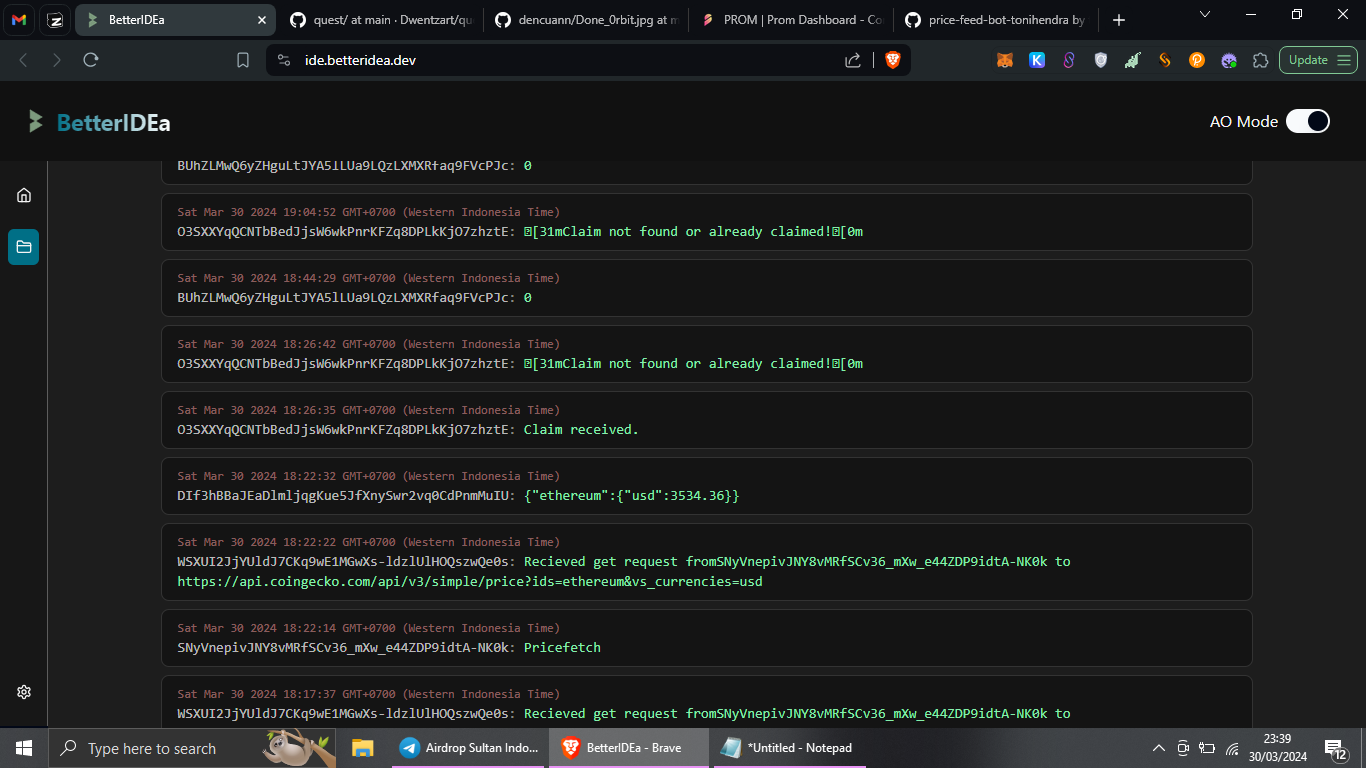 BetterIDEa
quest/ at main · Dwentzart/qu
dencuann/Done_0rbit.jpg at m
PROM | Prom Dashboard - Co
price-feed-bot-tonihendra by
ide.betteridea.dev
Update
BetterIDEa
AO Mode
BUhZLMwQ6yZHguLtJYA5lLUa9LQzLXMXRfaq9FVcPJc: 0
Sat Mar 30 2024 19:04:52 GMT+0700 (Western Indonesia Time)
O3SXXYqQCNTbBedJjsW6wkPnrKFZq8DPLkKjO7zhztE: [31mClaim not found or already claimed![0m
Sat Mar 30 2024 18:44:29 GMT+0700 (Western Indonesia Time)
BUhZLMwQ6yZHguLtJYA5lLUa9LQzLXMXRfaq9FVcPJc: 0
Sat Mar 30 2024 18:26:42 GMT+0700 (Western Indonesia Time)
O3SXXYqQCNTbBedJjsW6wkPnrKFZq8DPLkKjO7zhztE: [31mClaim not found or already claimed![0m
Sat Mar 30 2024 18:26:35 GMT+0700 (Western Indonesia Time)
O3SXXYqQCNTbBedJjsW6wkPnrKFZq8DPLkKjO7zhztE: Claim received.
Sat Mar 30 2024 18:22:32 GMT+0700 (Western Indonesia Time)
DIf3hBBaJEaDlmljqgKue5JfXnySwr2vq0CdPnmMuIU: {"ethereum":{"usd":3534.36}}
Sat Mar 30 2024 18:22:22 GMT+0700 (Western Indonesia Time)
WSXUI2JjYUldJ7CKq9wE1MGwXs-ldzlUlHOQszwQe0s: Recieved get request fromSNyVnepivJNY8vMRfSCv36_mXw_e44ZDP9idtA-NK0k to
https://api.coingecko.com/api/v3/simple/price?ids=ethereum&vs_currencies=usd
Sat Mar 30 2024 18:22:14 GMT+0700 (Western Indonesia Time)
SNyVnepivJNY8vMRfSCv36_mXw_e44ZDP9idtA-NK0k: Pricefetch
Sat Mar 30 2024 18:17:37 GMT+0700 (Western Indonesia Time)
WSXUI2JjYUldJ7CKq9wE1MGwXs-ldzlUlHOQszwQe0s: Recieved get request fromSNyVnepivJNY8vMRfSCv36_mXw_e44ZDP9idtA-NK0k to
Type here to search
Airdrop Sultan Indo...
BetterIDEa - Brave
*Untitled - Notepad
23:39
30/03/2024
12